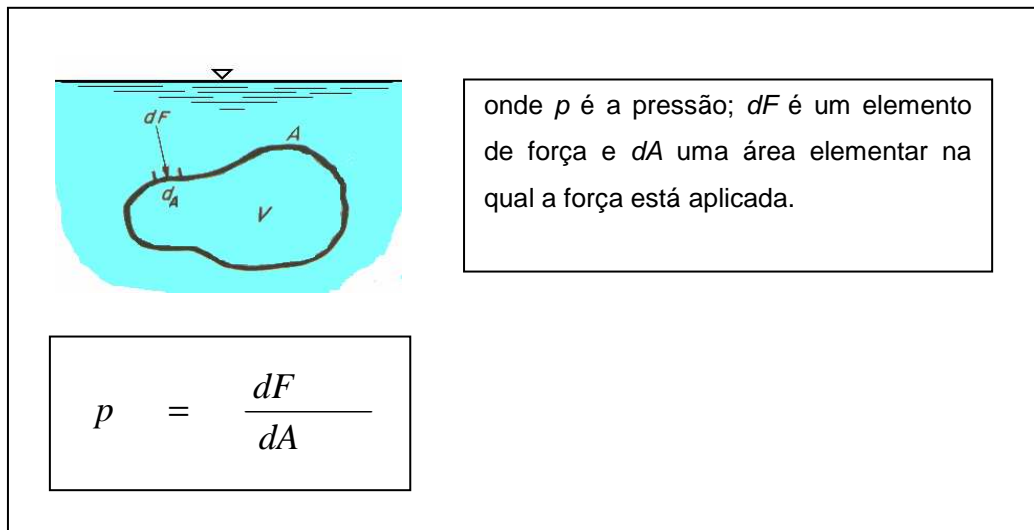 dF
A
dA
V
onde p é a pressão; dF é um elemento
de força e dA uma área elementar na
qual a força está aplicada.
p = dF
dA